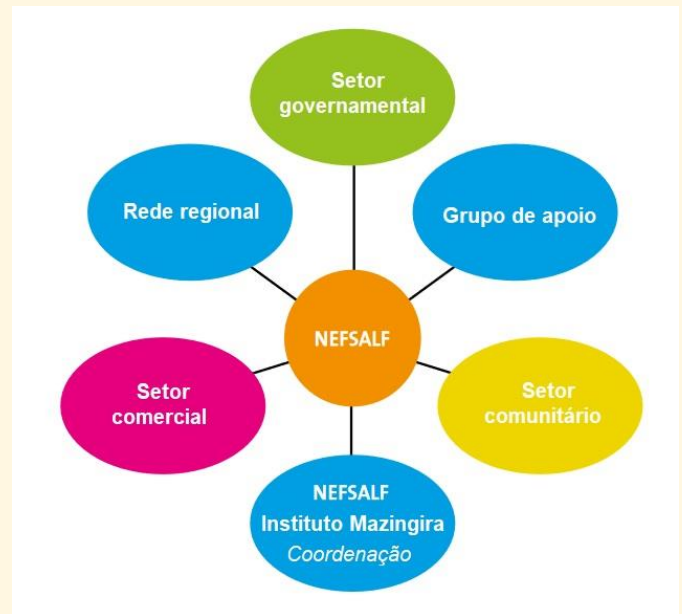 Setor
governamental
Rede regional
Grupo de apoio
NEFSALF
Setor
comercial
Setor
comunitário
NEFSALF
Instituto Mazingira
Coordenação